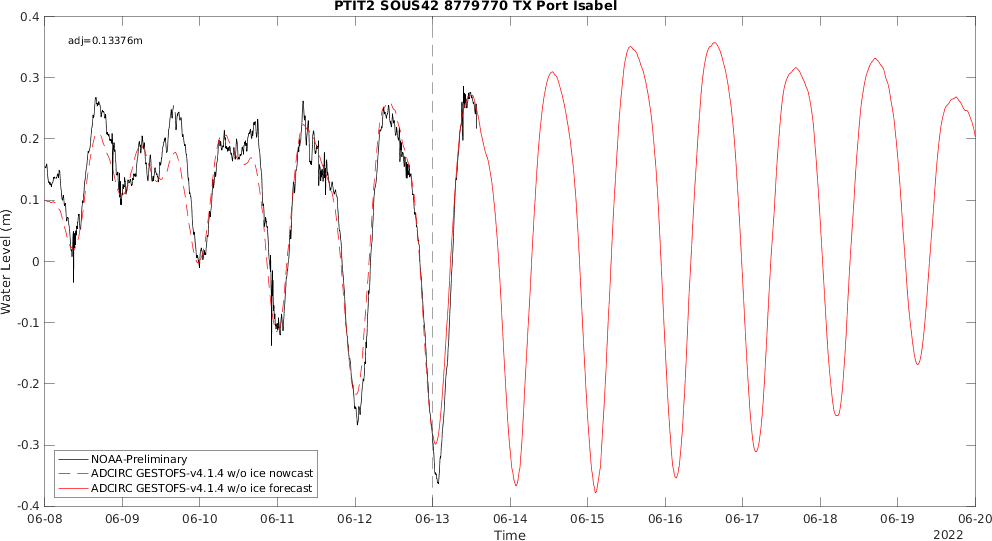 PTIT2 SOUS42 8779770 TX Port Isabel
adj=0.13376m
0.4
0.3
0.2
0.1
0
-0.1
-0.2
-0.3
-0.4
Water Level (m)
NOAA-Preliminary
ADCIRC GESTOFS-v4.1.4 w/o ice nowcast
ADCIRC GESTOFS-v4.1.4 w/o ice forecast
06-08 06-09 06-10 06-11 06-12 06-13 06-14 06-15 06-16 06-17 06-18 06-19 06-20
Time
2022